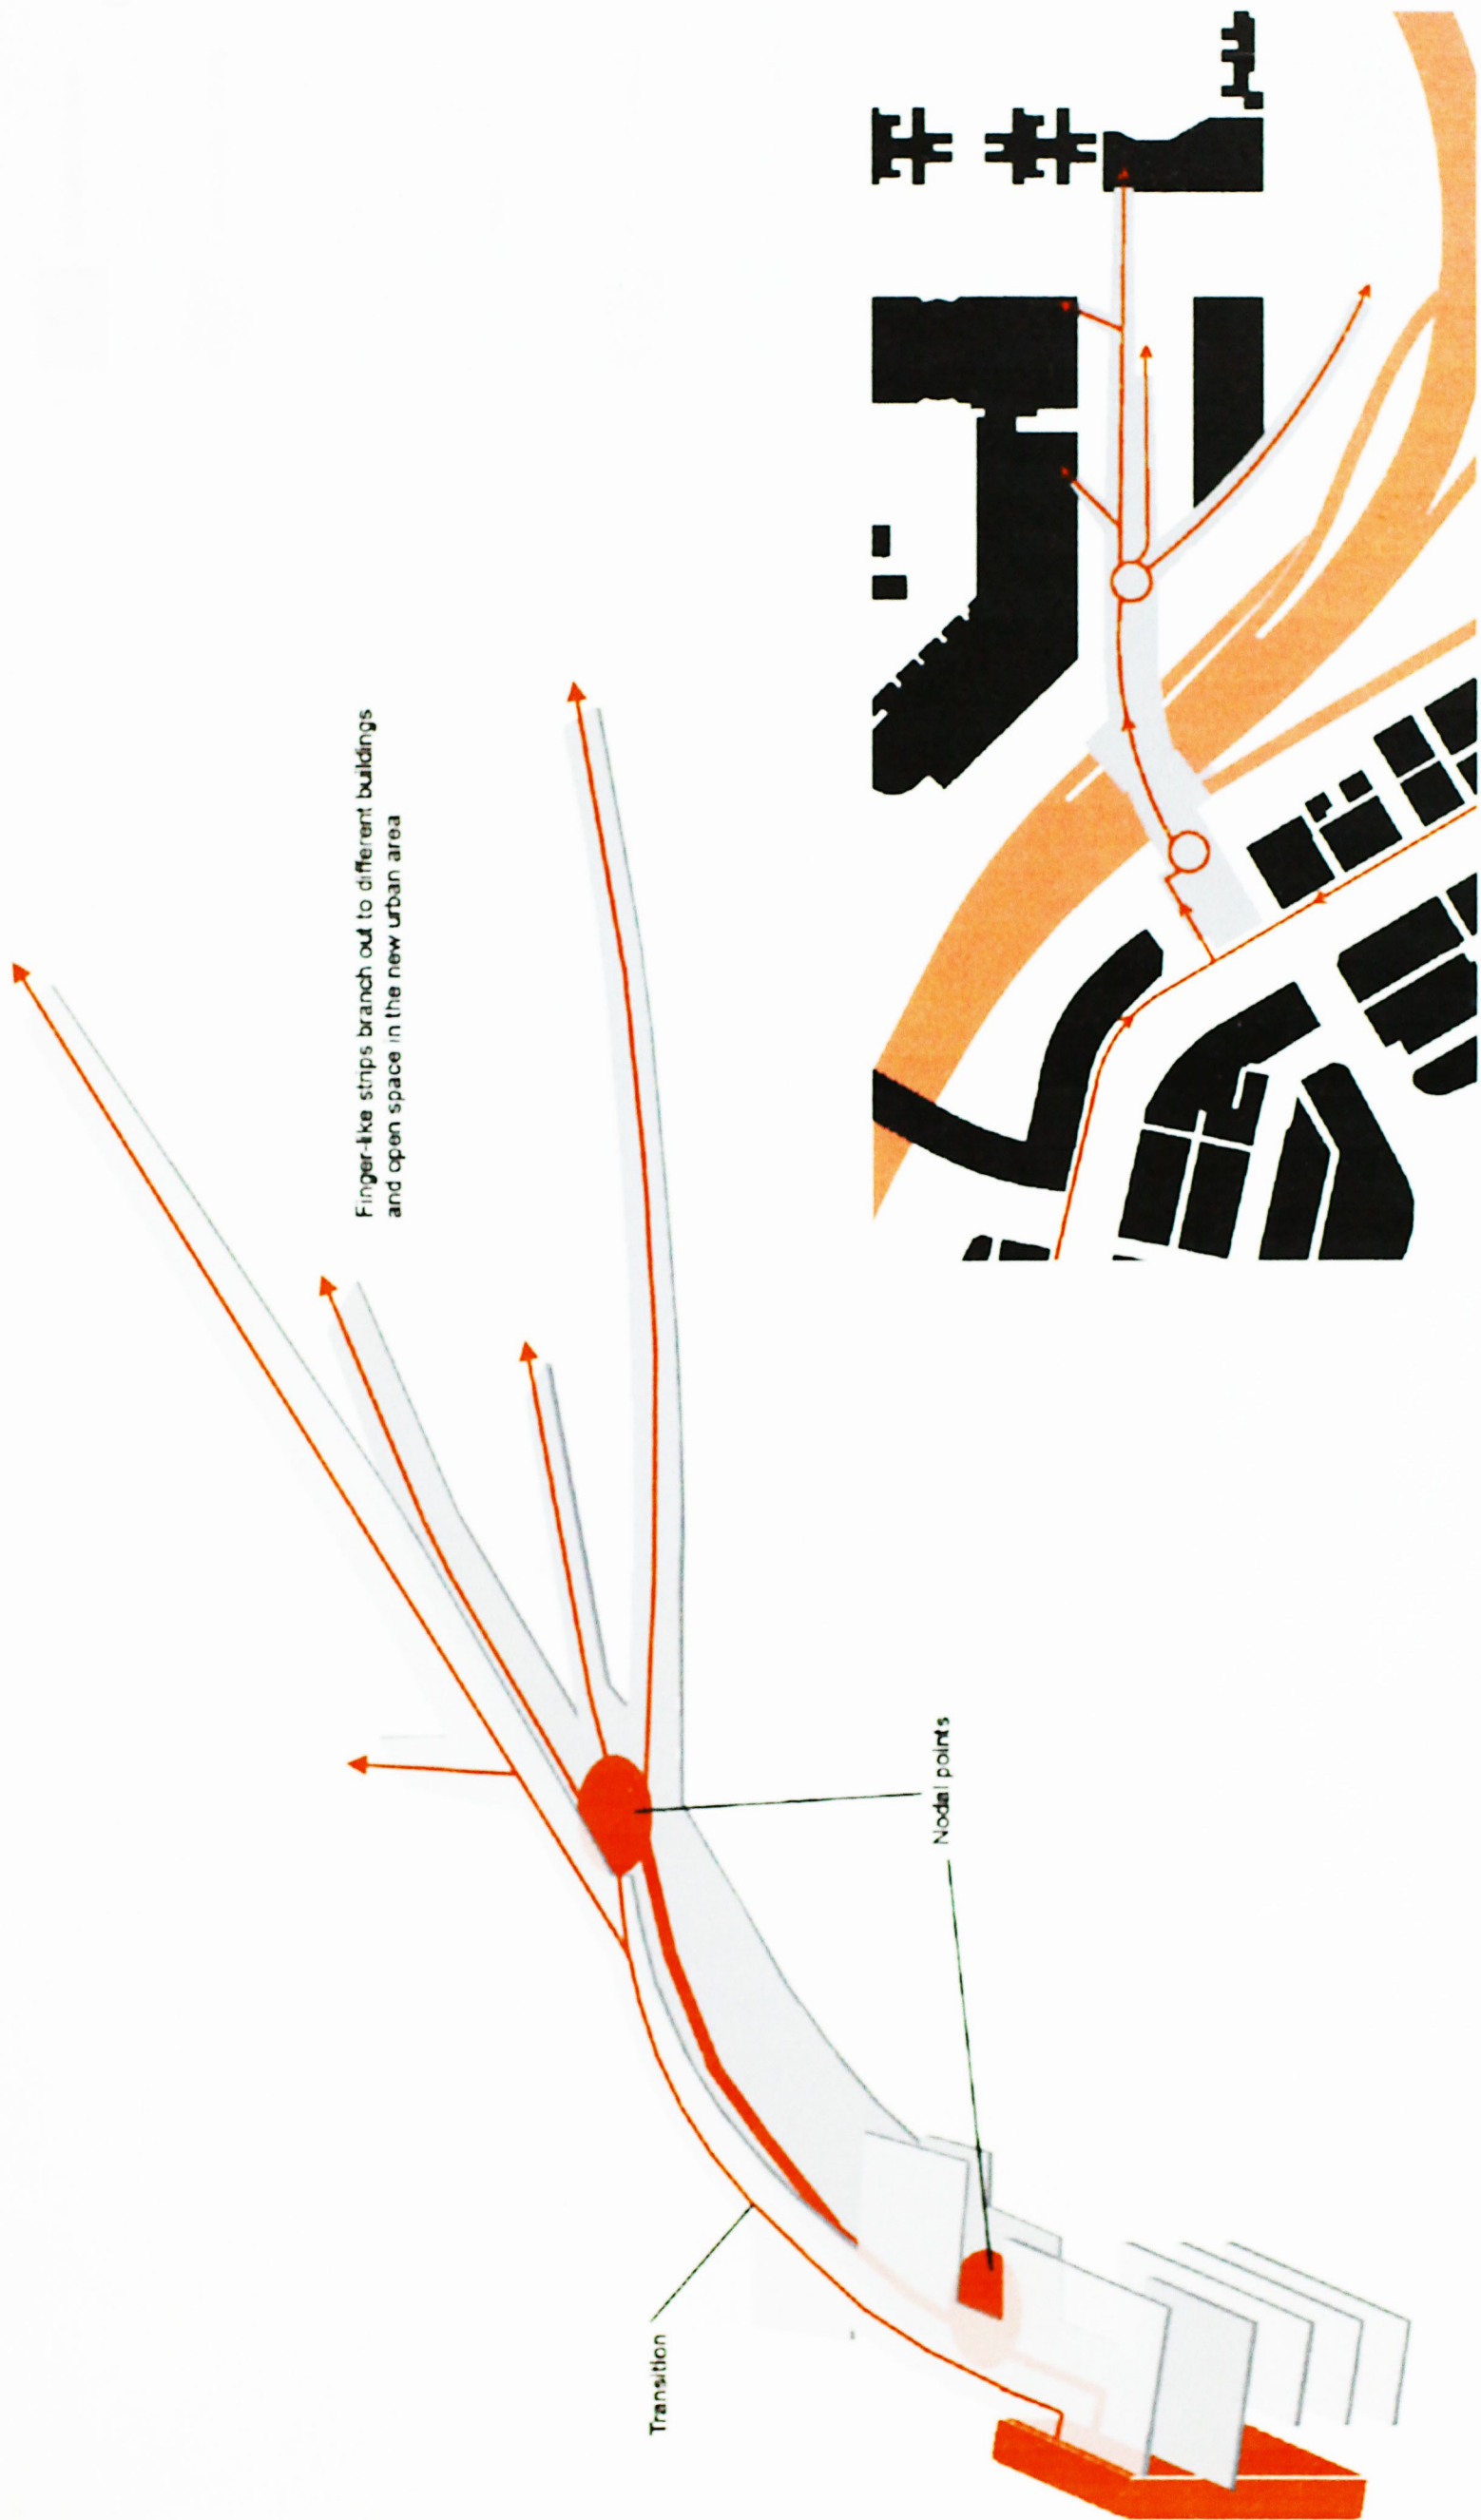 Finger-like strips branch out to different buildings
and open space in the new urban area
Nodal points
Transition